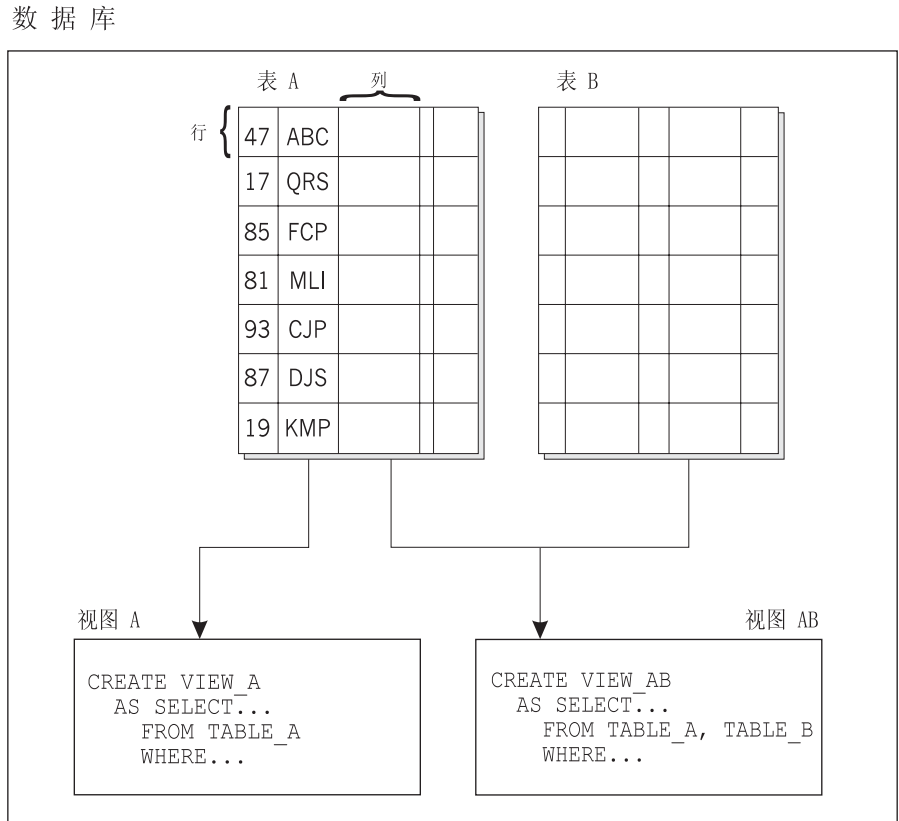 数 据 库
表 A
列
表 B
行
47 ABC
17 QRS
85 FCP
81 MLI
93 CJP
87 DJS
19 KMP
视图 A
视图 AB
CREATE VIEW_A
AS SELECT...
FROM TABLE_A
WHERE...
CREATE VIEW_AB
AS SELECT...
FROM TABLE_A, TABLE_B
WHERE...